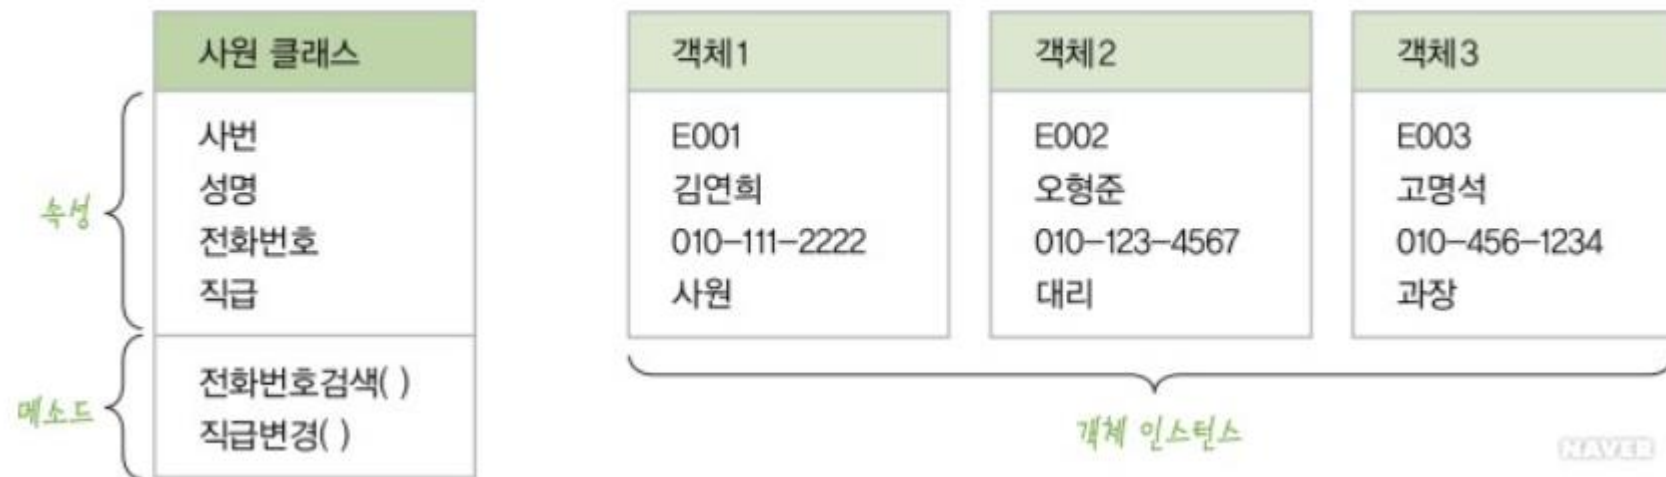 사원 클래스
속성
사번
성명
전화번호
직급
메소드
전화번호검색( )
직급변경( )
객체1
E001
김연희
010-111-2222
사원
객체2
E002
오형준
010-123-4567
대리
객체3
E003
고명석
010-456-1234
과장
객체 인스턴스
NAVER